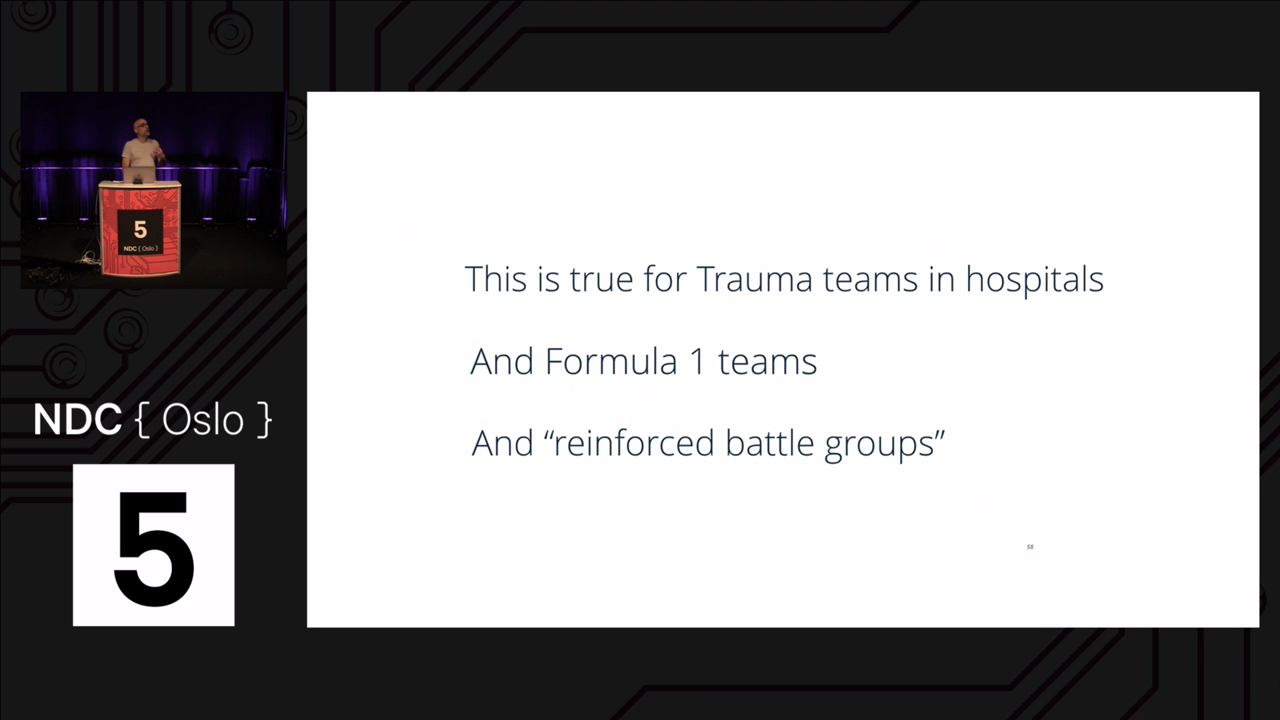 5
NDC { Oslo }
This is true for Trauma teams in hospitals
And Formula 1 teams
And “reinforced battle groups”
58
NDC { Oslo }
5